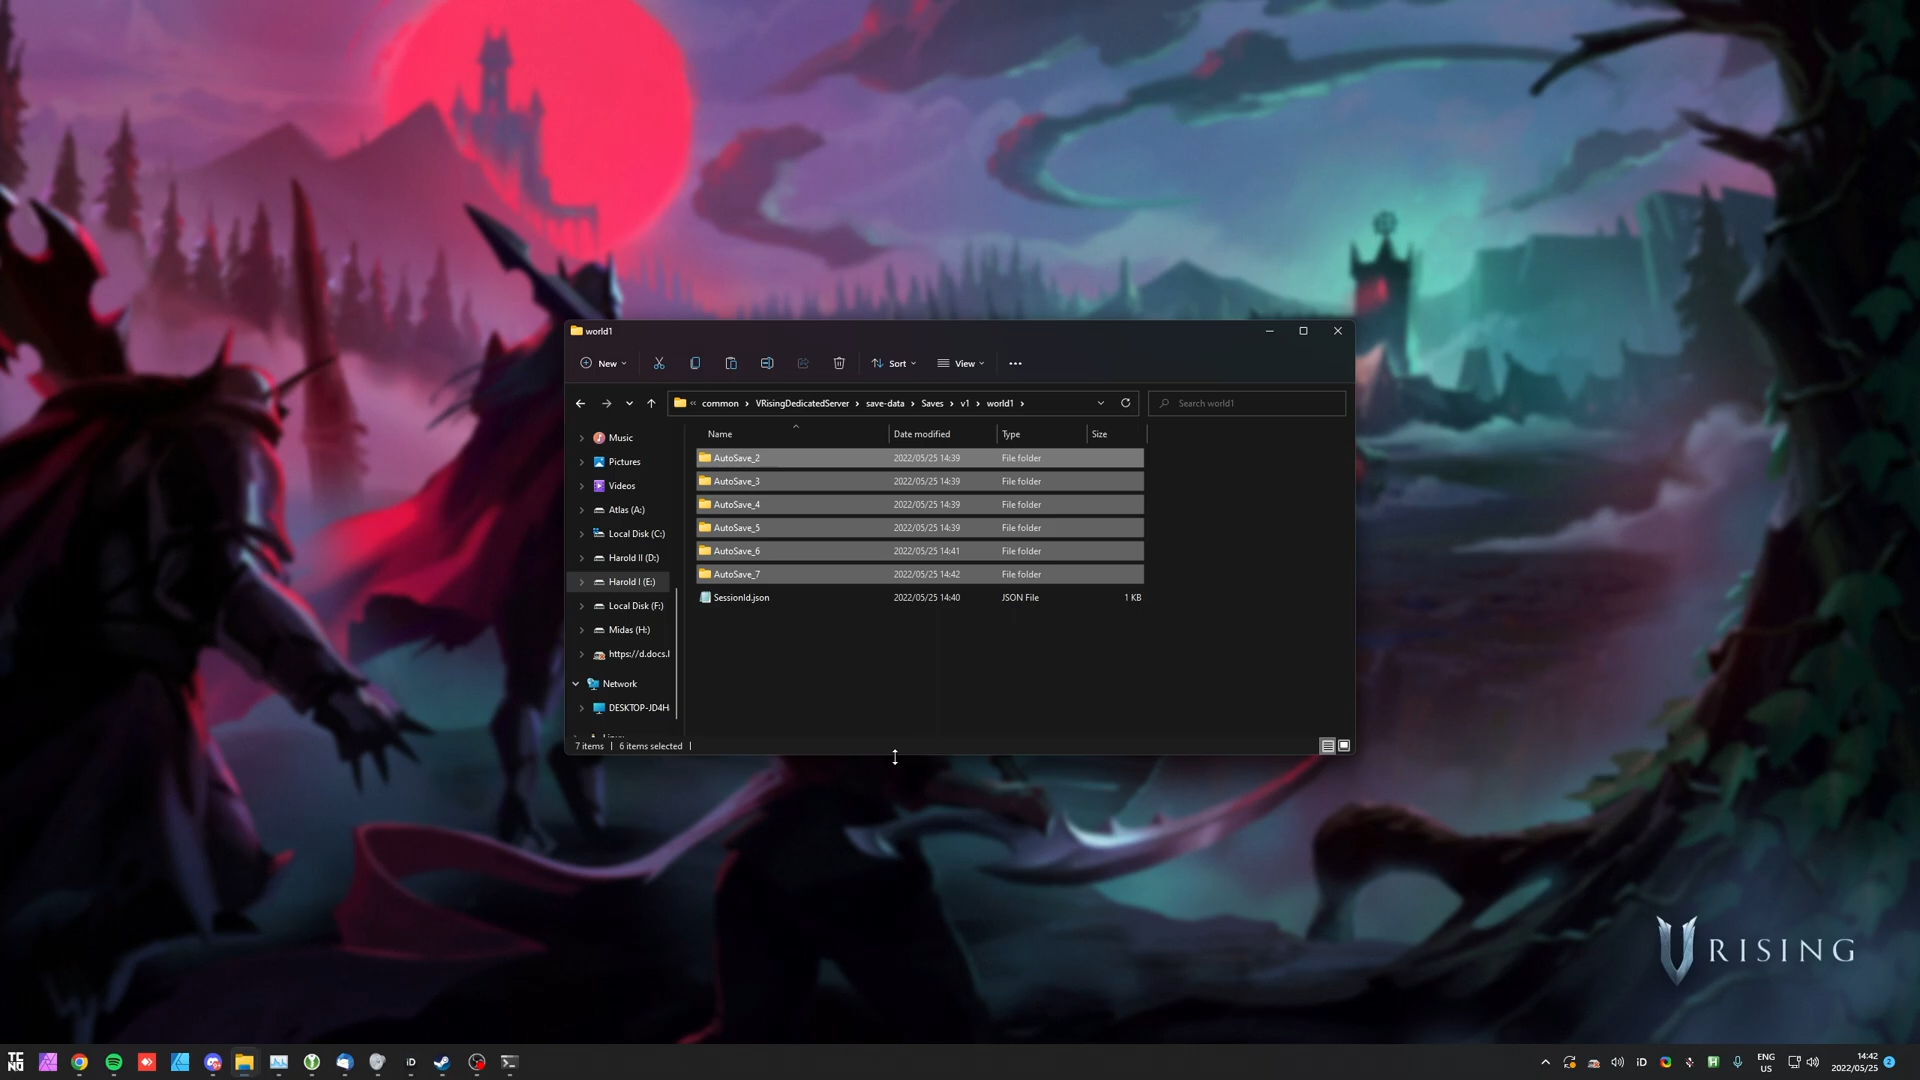 world1
New
Sort
View
common
VRisingDedicatedServer
save-data
Saves
v1
world1
Search world1
Name
Date modified
Type
Size
Music
Pictures
Videos
Atlas (A:)
Local Disk (C:)
Harold II (D:)
Harold I (E:)
Local Disk (F:)
Midas (H:)
https://d.docs.l
Network
DESKTOP-JD4H
AutoSave_2 2022/05/25 14:39 File folder
AutoSave_3 2022/05/25 14:39 File folder
AutoSave_4 2022/05/25 14:39 File folder
AutoSave_5 2022/05/25 14:39 File folder
AutoSave_6 2022/05/25 14:41 File folder
AutoSave_7 2022/05/25 14:42 File folder
SessionId.json 2022/05/25 14:40 JSON File 1 KB
7 items
6 items selected
V RISING
TC
NO
iD
iD
ENG
US
14:42
2022/05/25
2